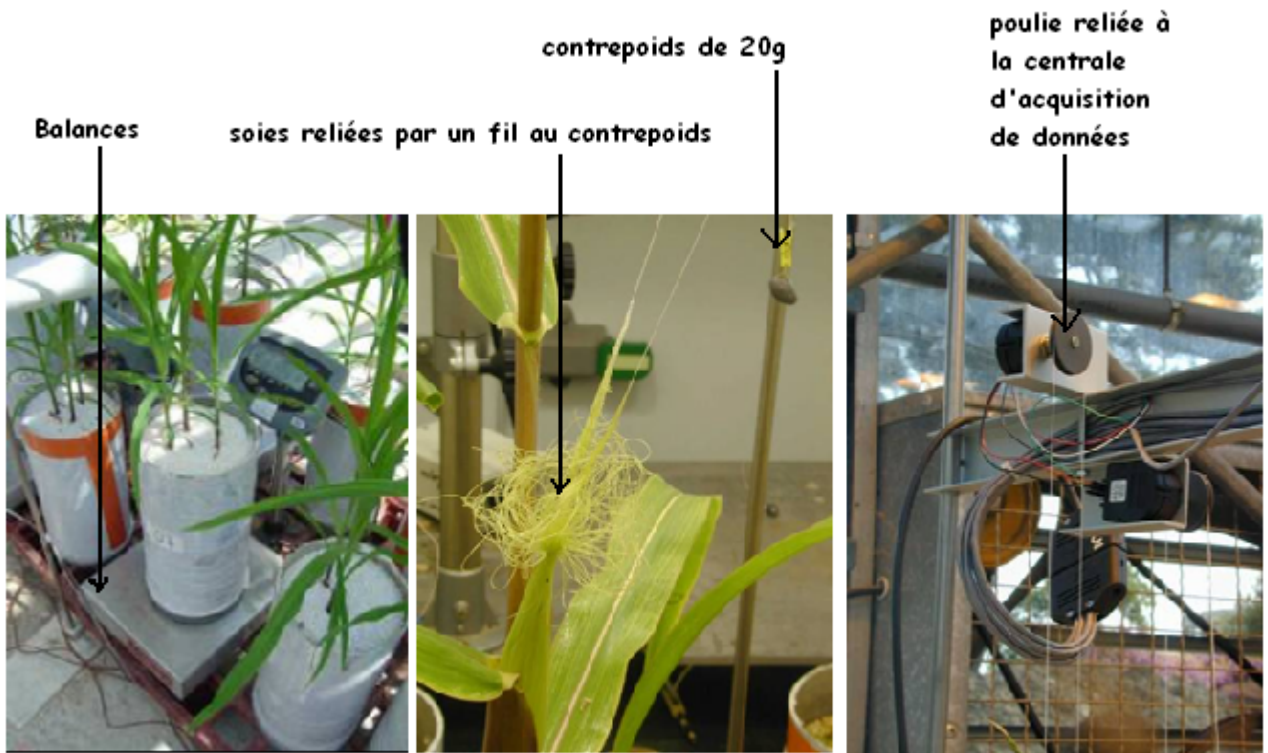 poulie reliée à
la centrale
d'acquisition
de données
contrepoids de 20g
soies reliées par un fil au contrepoids
Balances